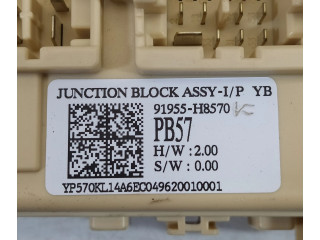 JUNCTION BLOCK ASSY-I/P YB
91955-H8570
PB57
H/W : 2.00
S/W : 0.00
YP570KL14A6EC049620010001